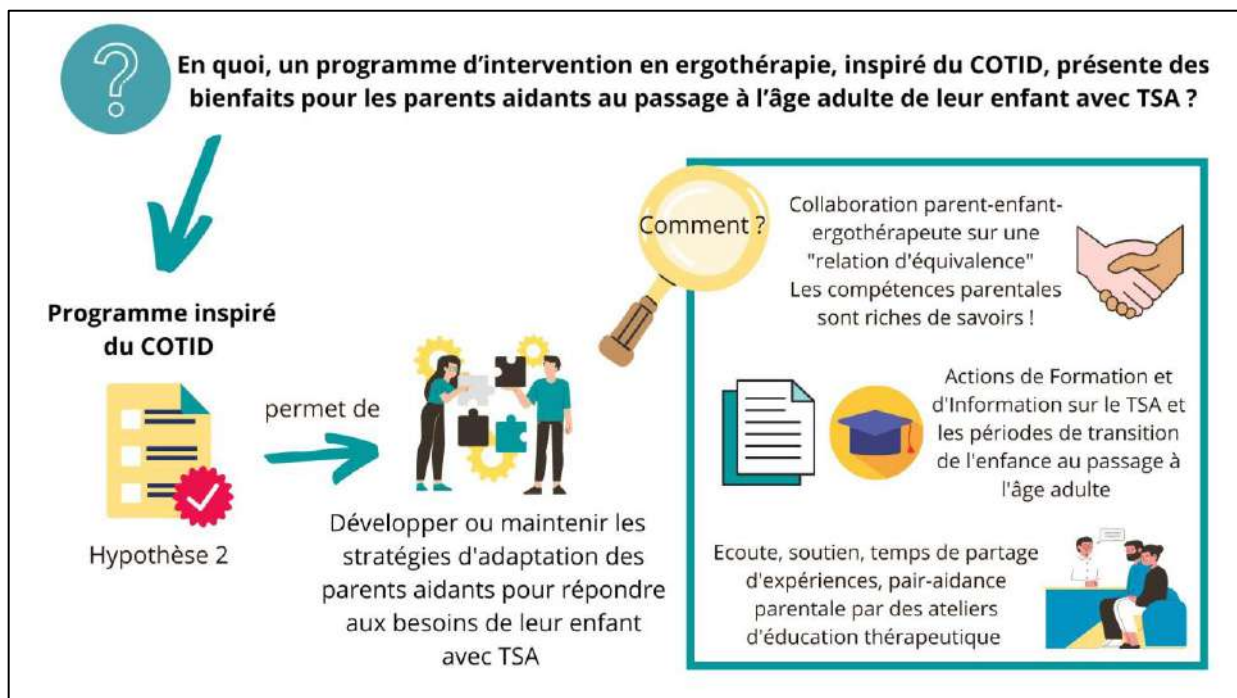 En quoi, un programme d'intervention en ergothérapie, inspiré du COTID, présente des
bienfaits pour les parents aidants au passage à l'âge adulte de leur enfant avec TSA ?
Programme inspiré
du COTID
Hypothèse 2
permet de
Développer ou maintenir les
stratégies d'adaptation des
parents aidants pour répondre
aux besoins de leur enfant
avec TSA
Comment ?
Collaboration parent-enfant-
ergothérapeute sur une
"relation d'équivalence"
Les compétences parentales
sont riches de savoirs !
Actions de Formation et
d'Information sur le TSA et
les périodes de transition
de l'enfance au passage à
l'âge adulte
Ecoute, soutien, temps de partage
d'expériences, pair-aidance
parentale par des ateliers
d'éducation thérapeutique